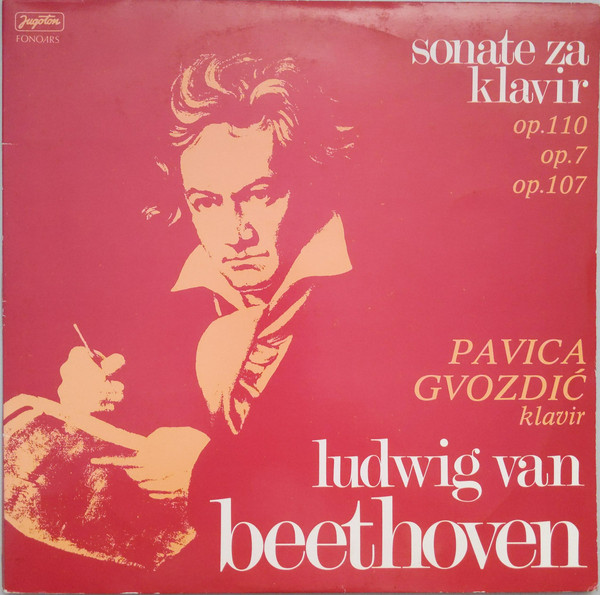 Jugoton
FONOARS
sonate za
klavir
op.110
op.7
op.107
PAVICA
GVOZDIĆ
klavir
ludwig van
beethoven